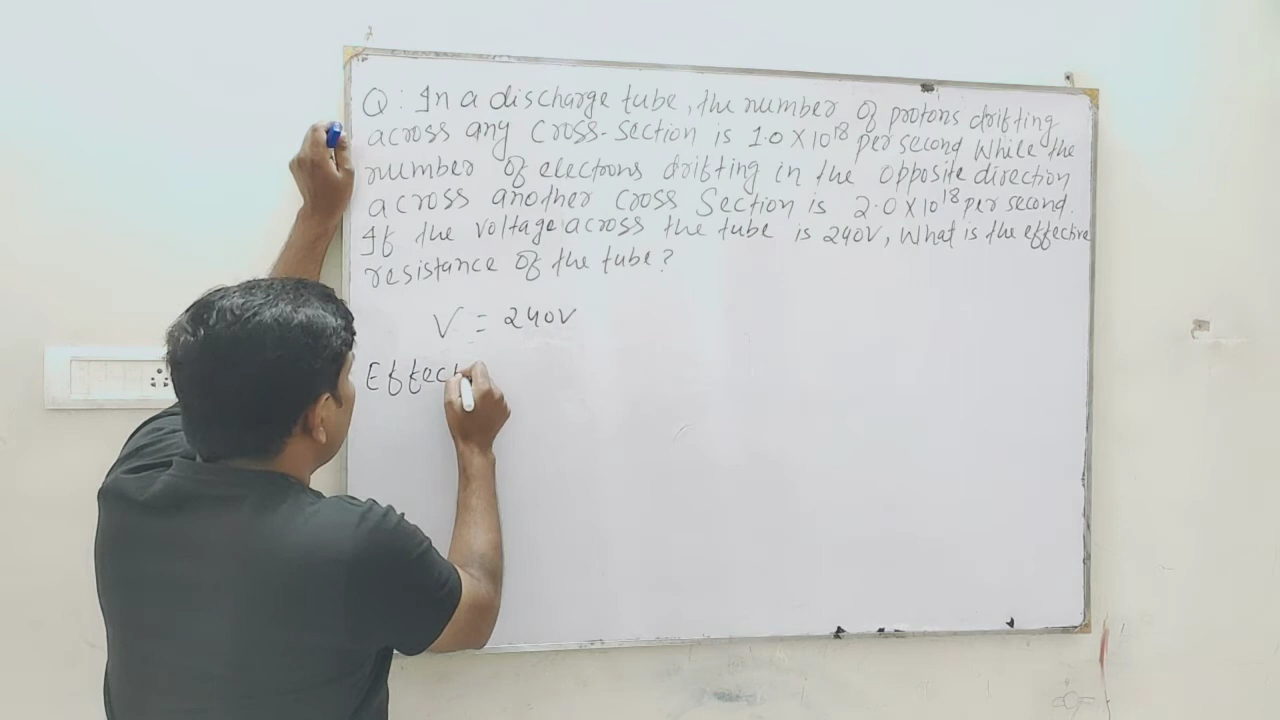 Q: In a discharge tube, the number of protons drifting
across any cross-section is 1.0 X 10^18 per second while the
number of electrons drifting in the opposite direction
across another cross section is 2.0 X 10^18 per second.
If the voltage across the tube is 240V, What is the effective
resistance of the tube?
V = 240V
Effect